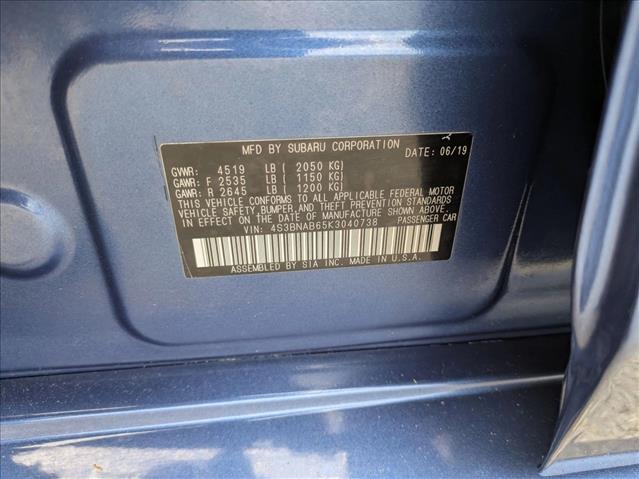 MFD BY SUBARU CORPORATION
DATE: 06/19
GVWR: 4519 LB ( 2050 KG)
GAWR: F 2535 LB ( 1150 KG)
GAWR: R 2645 LB ( 1200 KG)
THIS VEHICLE CONFORMS TO ALL APPLICABLE FEDERAL MOTOR
VEHICLE SAFETY, BUMPER, AND THEFT PREVENTION STANDARDS
IN EFFECT ON THE DATE OF MANUFACTURE SHOWN ABOVE.
VIN: 4S3BNAB65K3040738
PASSENGER CAR
ASSEMBLED BY SIA INC. MADE IN U.S.A.